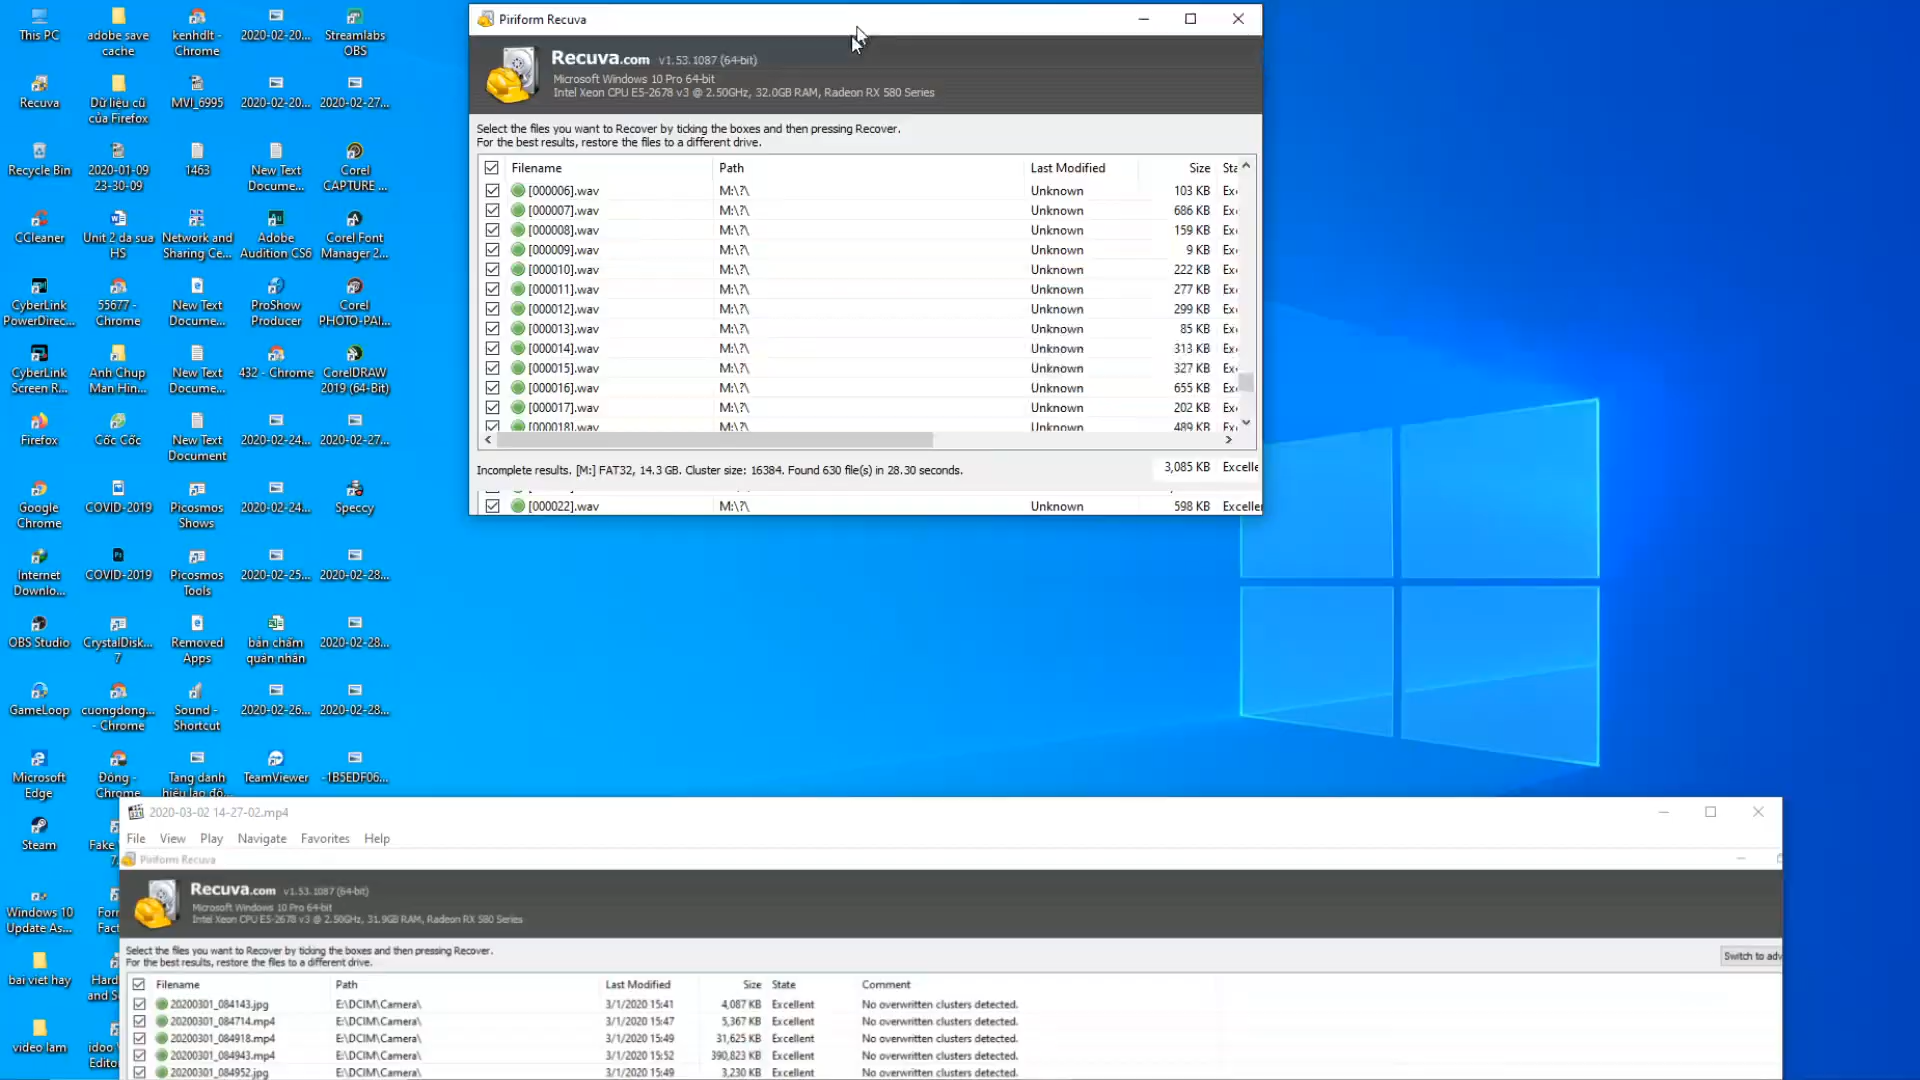 This PC
adobe save
cache
kenhdlt -
Chrome
2020-02-20...
Streamlabs
OBS
Recuva
Dữ liệu cũ
của Firefox
MVI_6995
2020-02-20...
2020-02-27...
Recycle Bin
2020-01-09
23-30-09
1463
New Text
Docume...
Corel
CAPTURE ...
CCleaner
Unit 2 da sua
HS
Network and
Sharing Ce...
Adobe
Audition CS6
Corel Font
Manager 2...
CyberLink
PowerDirec...
55677 -
Chrome
New Text
Docume...
ProShow
Producer
Corel
PHOTO-PAI...
CyberLink
Screen R...
Anh Chup
Man Hin...
New Text
Docume...
432 - Chrome
CorelDRAW
2019 (64-Bit)
Firefox
Cốc Cốc
New Text
Document
2020-02-24...
2020-02-27...
Google
Chrome
COVID-2019
Picosmos
Shows
2020-02-24...
Speccy
Internet
Downlo...
COVID-2019
Picosmos
Tools
2020-02-25...
2020-02-28...
OBS Studio
CrystalDisk...
7
Removed
Apps
bản chấm
quân nhân
2020-02-28...
GameLoop
cuongdong...
- Chrome
Sound -
Shortcut
2020-02-26...
2020-02-28...
Microsoft
Edge
Đông -
Chrome
Tang danh
hiệu lao độ...
TeamViewer
-1B5EDF06...
Steam
Fake
7.
Windows 10
Update As...
Form
Fact
bai viet hay
Hard
and S
video lam
idoo
Editor
Piriform Recuva
Recuva.com v1.53.1087 (64-bit)
Microsoft Windows 10 Pro 64-bit
Intel Xeon CPU E5-2678 v3 @ 2.50GHz, 32.0GB RAM, Radeon RX 580 Series
Select the files you want to Recover by ticking the boxes and then pressing Recover.
For the best results, restore the files to a different drive.
Filename Path Last Modified Size Sta
[000006].wav M:\?\ Unknown 103 KB Ex
[000007].wav M:\?\ Unknown 686 KB Ex
[000008].wav M:\?\ Unknown 159 KB Ex
[000009].wav M:\?\ Unknown 9 KB Ex
[000010].wav M:\?\ Unknown 222 KB Ex
[000011].wav M:\?\ Unknown 277 KB Ex
[000012].wav M:\?\ Unknown 299 KB Ex
[000013].wav M:\?\ Unknown 85 KB Ex
[000014].wav M:\?\ Unknown 313 KB Ex
[000015].wav M:\?\ Unknown 327 KB Ex
[000016].wav M:\?\ Unknown 655 KB Ex
[000017].wav M:\?\ Unknown 202 KB Ex
[000018].wav M:\?\ Unknown 489 KB Ex
Incomplete results. [M:] FAT32, 14.3 GB. Cluster size: 16384. Found 630 file(s) in 28.30 seconds. 3,085 KB Excelle
[000022].wav M:\?\ Unknown 598 KB Exceller
2020-03-02 14-27-02.mp4
File View Play Navigate Favorites Help
Piriform Recuva
Recuva.com v1.53.1087 (64-bit)
Microsoft Windows 10 Pro 64-bit
Intel Xeon CPU E5-2678 v3 @ 2.50GHz, 31.9GB RAM, Radeon RX 580 Series
Select the files you want to Recover by ticking the boxes and then pressing Recover.
For the best results, restore the files to a different drive.
Switch to adv
Filename Path Last Modified Size State Comment
20200301_084143.jpg E:\DCIM\Camera\ 3/1/2020 15:41 4,087 KB Excellent No overwritten clusters detected.
20200301_084714.mp4 E:\DCIM\Camera\ 3/1/2020 15:47 5,367 KB Excellent No overwritten clusters detected.
20200301_084918.mp4 E:\DCIM\Camera\ 3/1/2020 15:49 31,625 KB Excellent No overwritten clusters detected.
20200301_084943.mp4 E:\DCIM\Camera\ 3/1/2020 15:52 390,823 KB Excellent No overwritten clusters detected.
20200301_084952.jpg E:\DCIM\Camera\ 3/1/2020 15:49 3,230 KB Excellent No overwritten clusters detected.